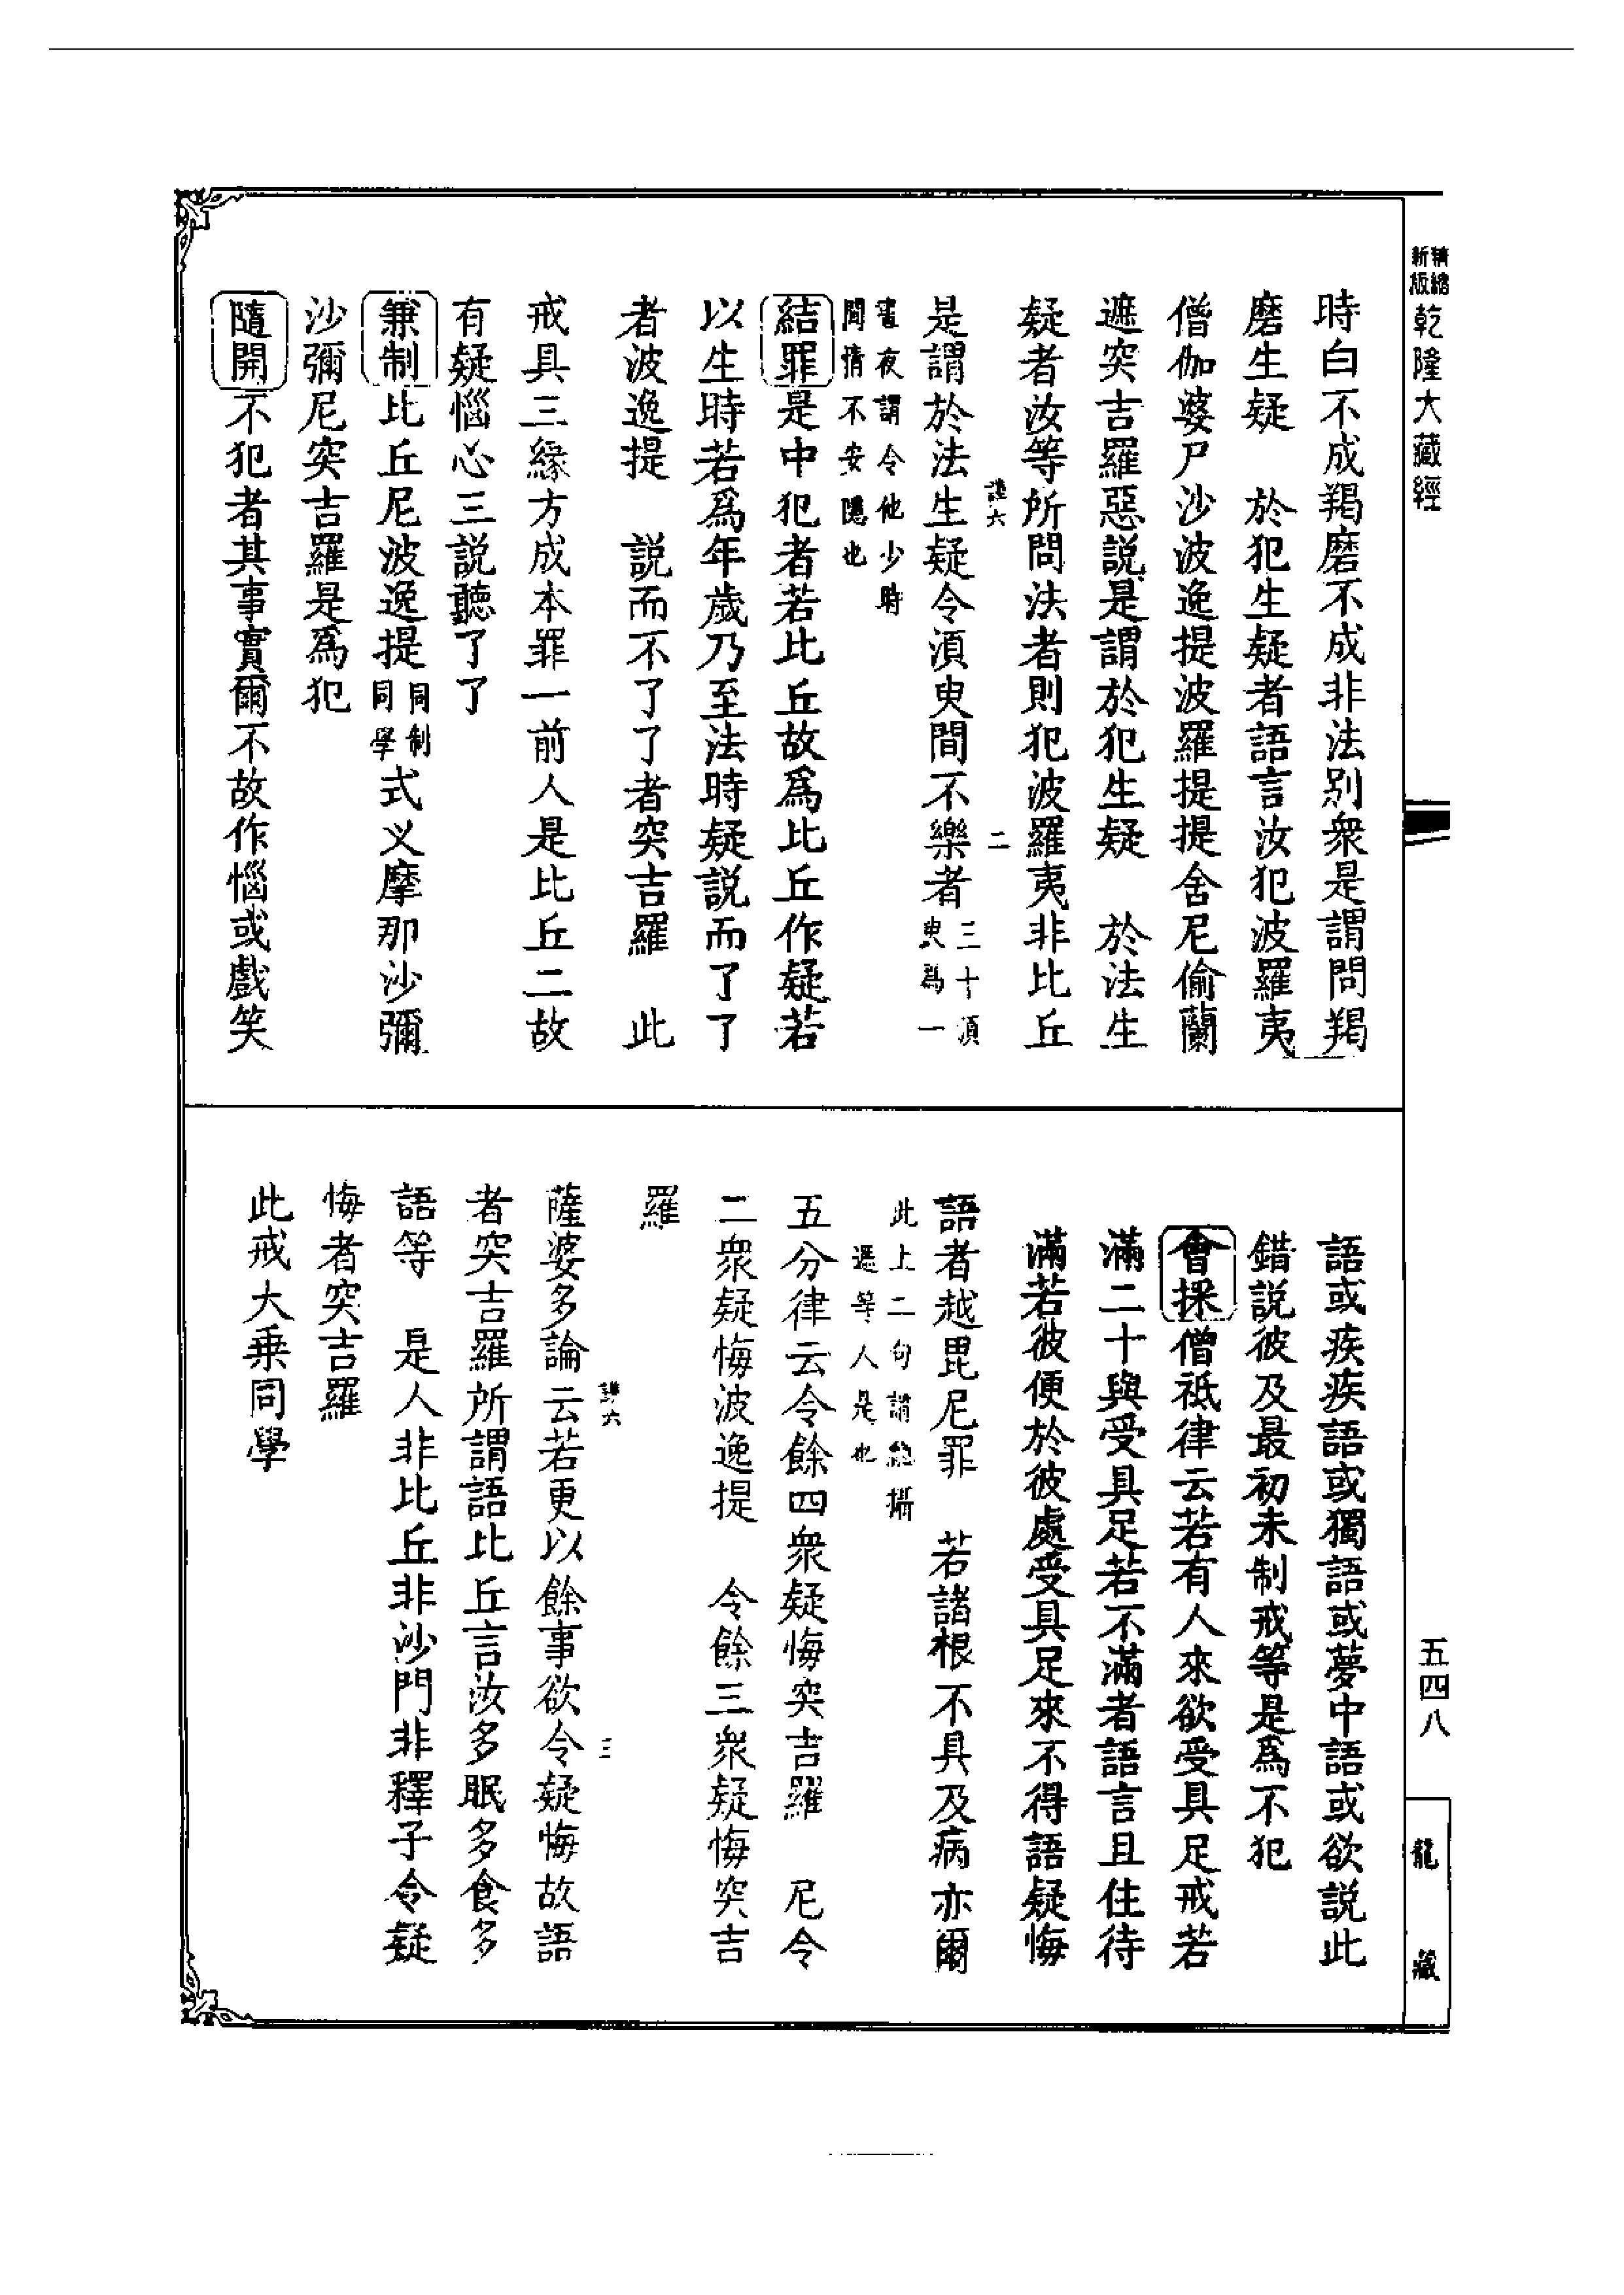 精縮新版乾隆大藏經
五四八
龍藏
時白不成羯磨不成非法別衆是謂問羯
磨生疑　於犯生疑者語言汝犯波羅夷
僧伽婆尸沙波逸提波羅提提舍尼偷蘭
遮突吉羅惡説是謂於犯生疑　於法生
疑者汝等所問法者則犯波羅夷非比丘
二
是謂於法生疑令湏臾間不樂者三十湏臾爲一
晝夜謂令他少時
間情不安隱也
結罪是中犯者若比丘故爲比丘作疑若
以生時若爲年歲乃至法時疑説而了了
者波逸提　説而不了了者突吉羅　此
戒具三緣方成本罪一前人是比丘二故
有疑惱心三説聽了了
兼制比丘尼波逸提同制同學式叉摩那沙彌
沙彌尼突吉羅是爲犯
隨開不犯者其事實爾不故作惱或戲笑
語或疾疾語或獨語或夢中語或欲説此
錯説彼及最初未制戒等是爲不犯
會採僧祇律云若有人來欲受具足戒若
滿二十與受具足若不滿者語言且住待
滿若彼便於彼處受具足來不得語疑悔
語者越毘尼罪　若諸根不具及病亦爾
此上二句謂能攝
還等人是也
五分律云令餘四衆疑悔突吉羅　尼令
二衆疑悔波逸提　令餘三衆疑悔突吉
羅
三
薩婆多論云若更以餘事欲令疑悔故語
者突吉羅所謂語比丘言汝多眠多食多
語等　是人非比丘非沙門非釋子令疑
悔者突吉羅
此戒大乗同學